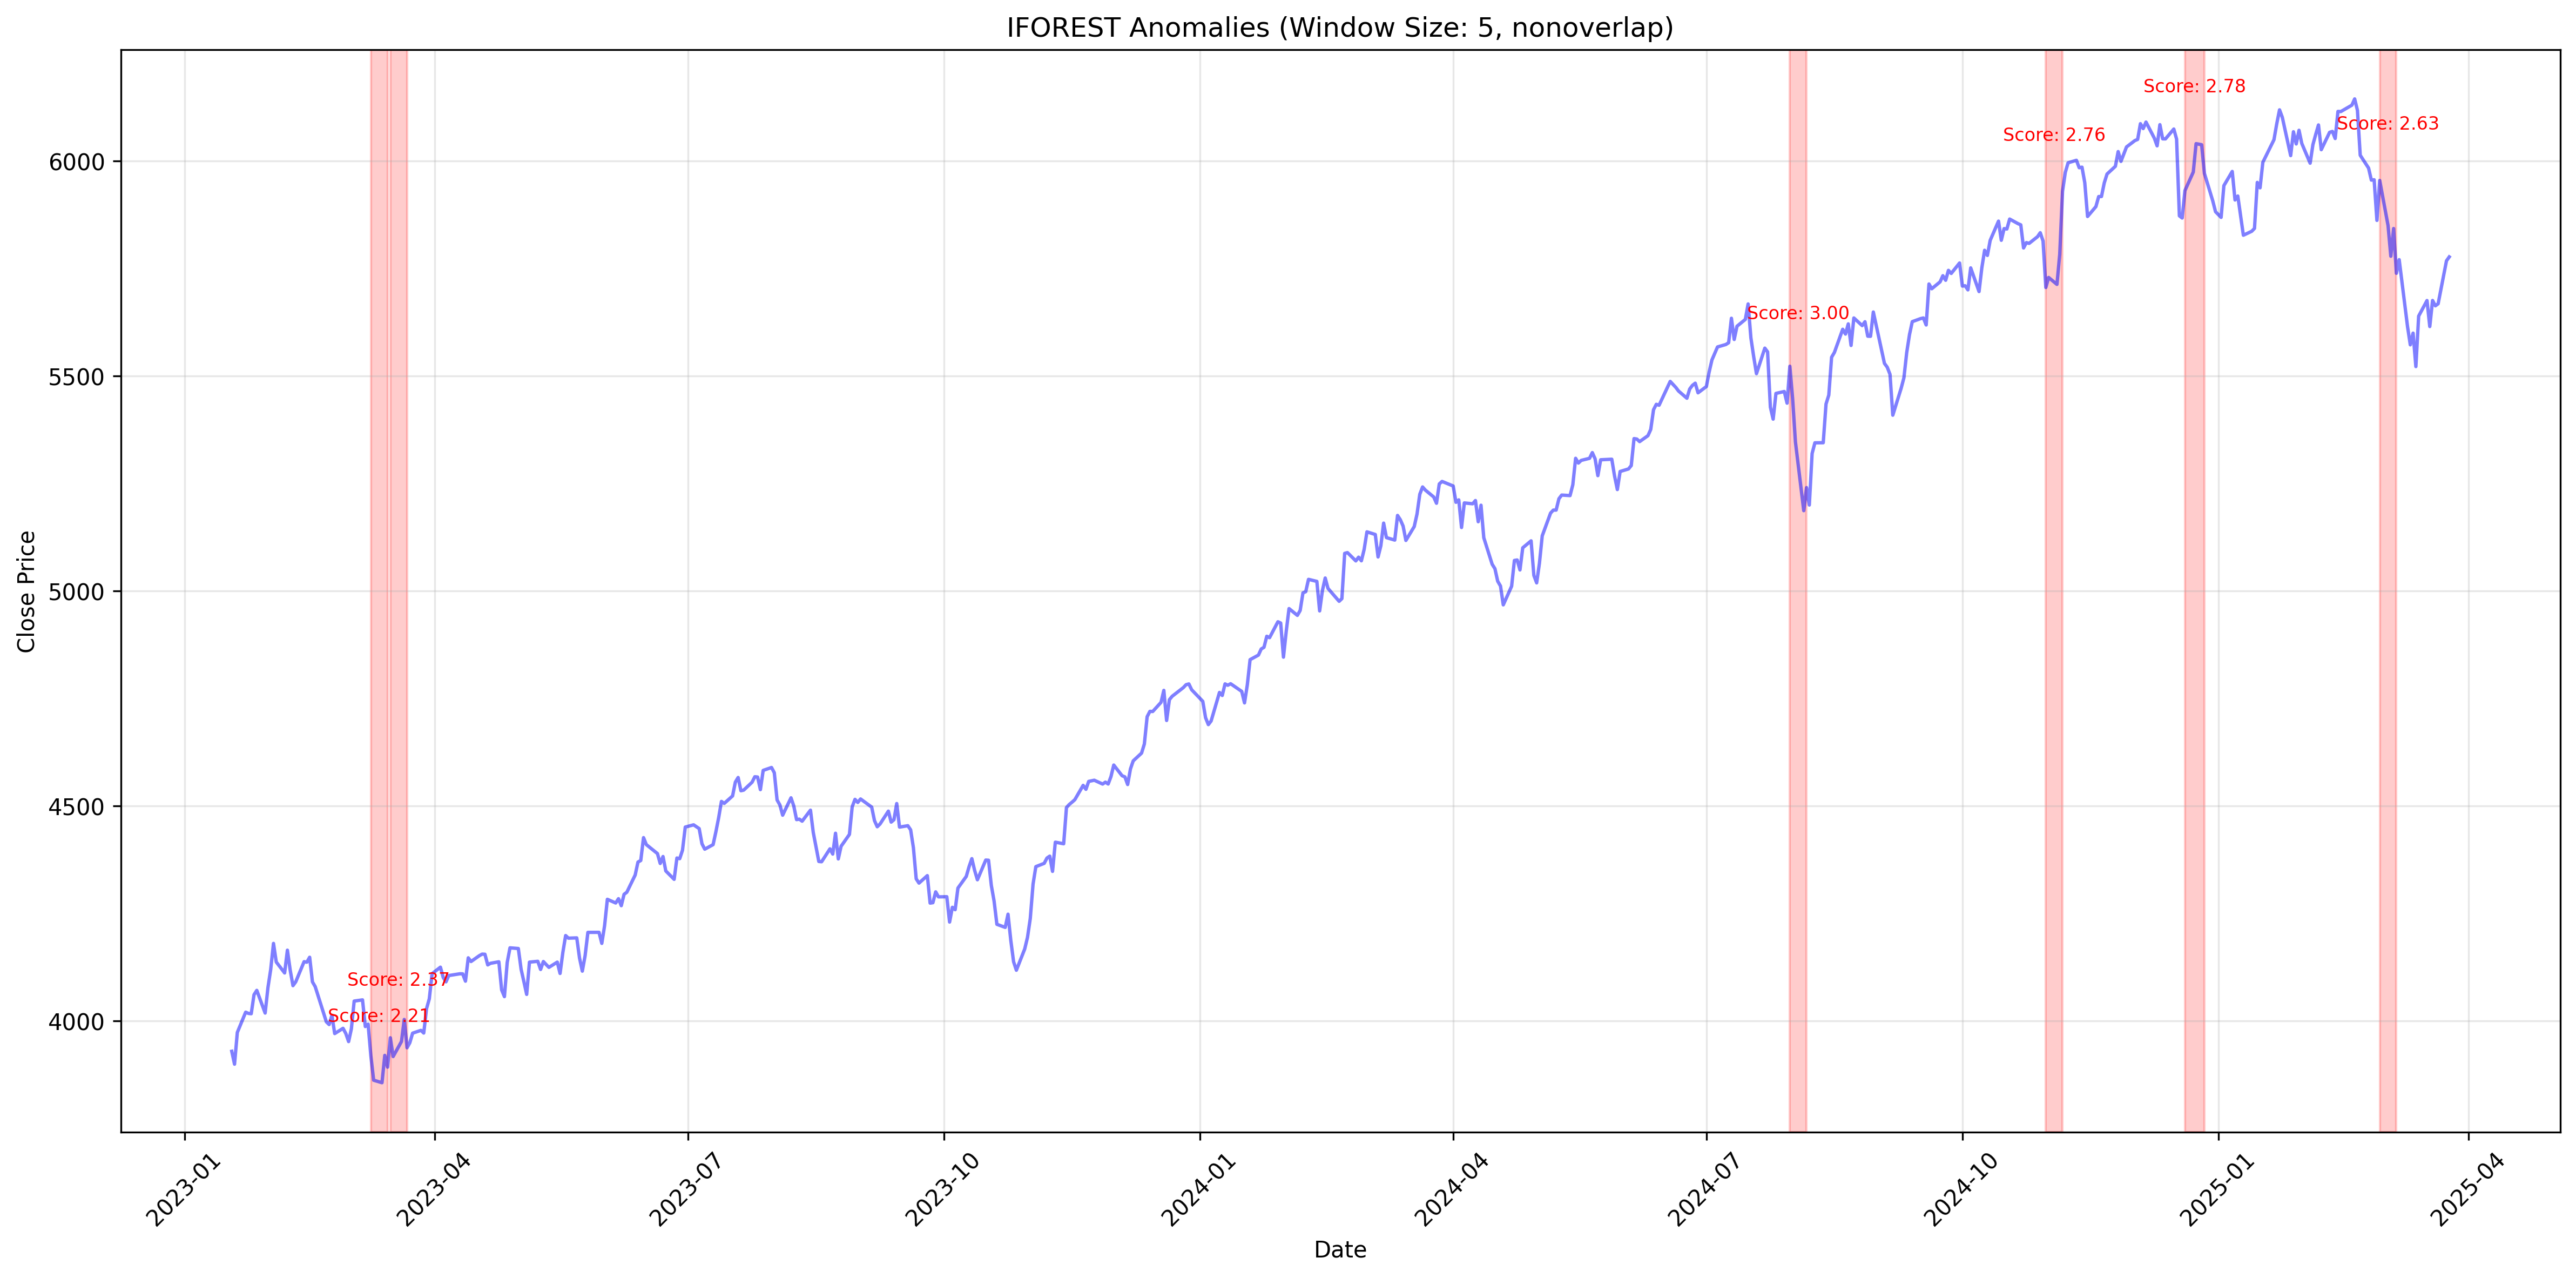 IFOREST Anomalies (Window Size: 5, nonoverlap)
Score: 2.78
Score: 2.63
Score: 2.76
Score: 3.00
Score: 2.37
Score: 2.21
Close Price
6000
5500
5000
4500
4000
2023-01
2023-04
2023-07
2023-10
2024-01
2024-04
2024-07
2024-10
2025-01
2025-04
Date